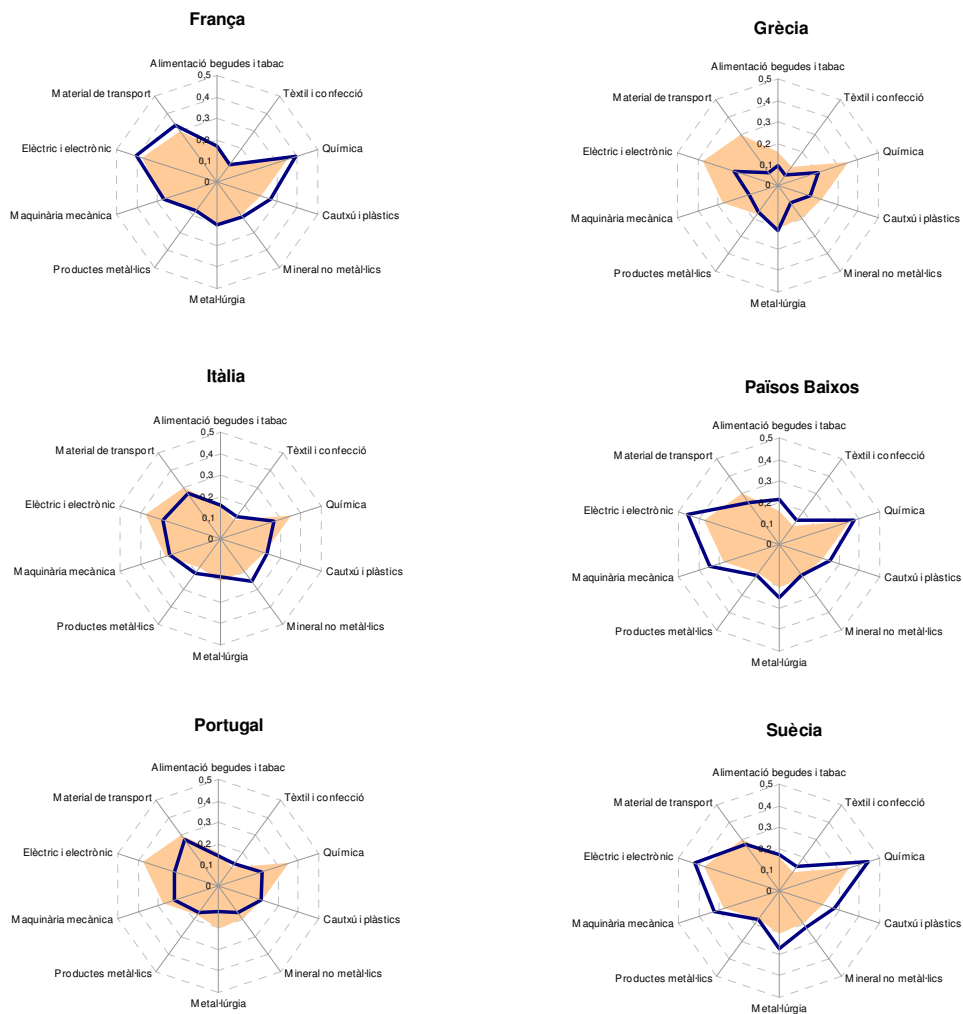 França
Alimentació begudes i tabac
0,5
Tèxtil i confecció
0,4
Material de transport
0,3
0,2
Elèctric i electrònic
Química
0,1
0
Maquinària mecànica
Cautxú i plàstics
Productes metàl·lics
Mineral no metàl·lics
Metal·lúrgia
Grècia
Alimentació begudes i tabac
0,5
Tèxtil i confecció
0,4
Material de transport
0,3
0,2
Elèctric i electrònic
Química
0,1
0
Maquinària mecànica
Cautxú i plàstics
Productes metàl·lics
Mineral no metàl·lics
Metal·lúrgia
Itàlia
Alimentació begudes i tabac
0,5
Tèxtil i confecció
0,4
Material de transport
0,3
0,2
Elèctric i electrònic
Química
0,1
0
Maquinària mecànica
Cautxú i plàstics
Productes metàl·lics
Mineral no metàl·lics
Metal·lúrgia
Països Baixos
Alimentació begudes i tabac
0,5
Tèxtil i confecció
0,4
Material de transport
0,3
0,2
Elèctric i electrònic
Química
0,1
0
Maquinària mecànica
Cautxú i plàstics
Productes metàl·lics
Mineral no metàl·lics
Metal·lúrgia
Portugal
Alimentació begudes i tabac
0,5
Tèxtil i confecció
0,4
Material de transport
0,3
0,2
Elèctric i electrònic
Química
0,1
0
Maquinària mecànica
Cautxú i plàstics
Productes metàl·lics
Mineral no metàl·lics
Metal·lúrgia
Suècia
Alimentació begudes i tabac
0,5
Tèxtil i confecció
0,4
Material de transport
0,3
0,2
Elèctric i electrònic
Química
0,1
0
Maquinària mecànica
Cautxú i plàstics
Productes metàl·lics
Mineral no metàl·lics
Metal·lúrgia